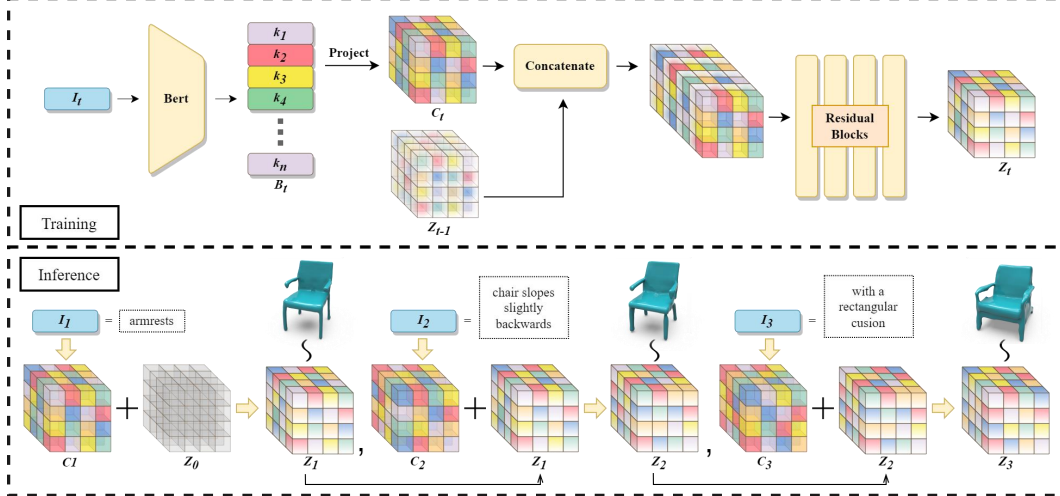 I_t
Bert
k_1
k_2
k_3
k_4
k_n
B_t
Project
C_t
Z_{t-1}
Concatenate
Residual
Blocks
Z_t
Training
Inference
I_1
=
armrests
I_2
=
chair slopes
slightly
backwards
I_3
=
with a
rectangular
cusion
C1
+
Z_0
Z_1
,
C_2
+
Z_1
Z_2
,
C_3
+
Z_2
Z_3